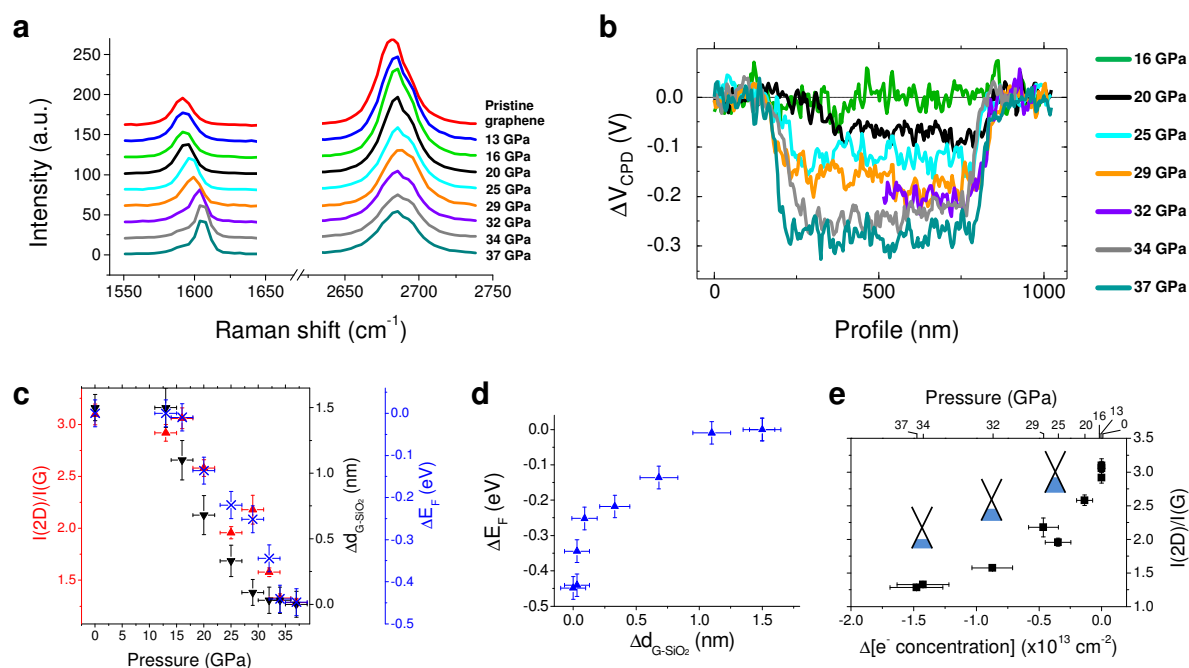 a
Intensity (a.u.)
250
200
150
100
50
0
Pristine
graphene
13 GPa
16 GPa
20 GPa
25 GPa
29 GPa
32 GPa
34 GPa
37 GPa
1550 1600 1650 2650 2700 2750
Raman shift (cm⁻¹)
b
ΔV_CPD (V)
0.0
-0.1
-0.2
-0.3
0 500 1000
Profile (nm)
16 GPa
20 GPa
25 GPa
29 GPa
32 GPa
34 GPa
37 GPa
c
I(2D)/I(G)
3.0
2.5
2.0
1.5
0 5 10 15 20 25 30 35
Pressure (GPa)
1.5
1.0
0.5
0.0
Δd_G-SiO₂ (nm)
0.0
-0.1
-0.2
-0.3
-0.4
-0.5
ΔE_F (eV)
d
ΔE_F (eV)
0.0
-0.1
-0.2
-0.3
-0.4
-0.5
0.0 0.5 1.0 1.5
Δd_G-SiO₂ (nm)
e
Pressure (GPa)
37 34 32 29 25 20 16 13 0
3.5
3.0
2.5
2.0
1.5
1.0
I(2D)/I(G)
-2.0 -1.5 -1.0 -0.5 0.0
Δ[e⁻ concentration] (x10¹³ cm⁻²)